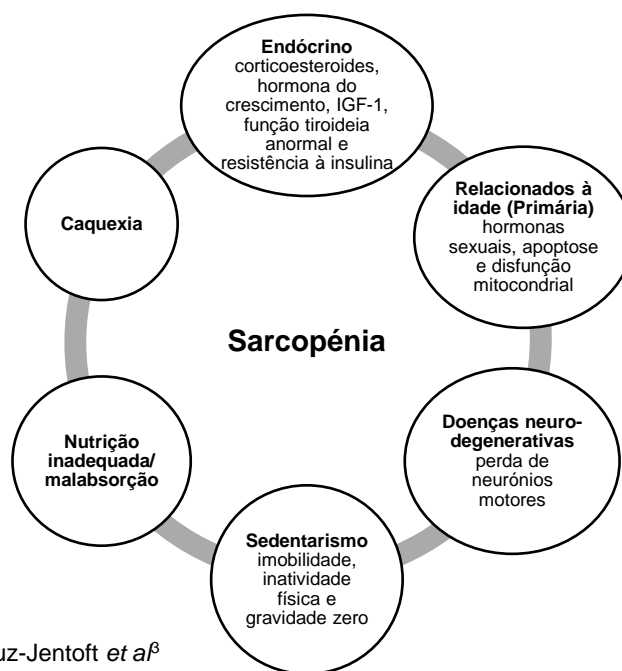 Endócrino
corticoesteroides,
hormona do
crescimento, IGF-1,
função tiroideia
anormal e
resistência à insulina
Relacionados à
idade (Primária)
hormonas
sexuais, apoptose
e disfunção
mitocondrial
Caquexia
Sarcopénia
Doenças neuro-
degenerativas
perda de
neurónios
motores
Nutrição
inadequada/
malabsorção
Sedentarismo
imobilidade,
inatividade
física e
gravidade zero
uz-Jentoft et al³